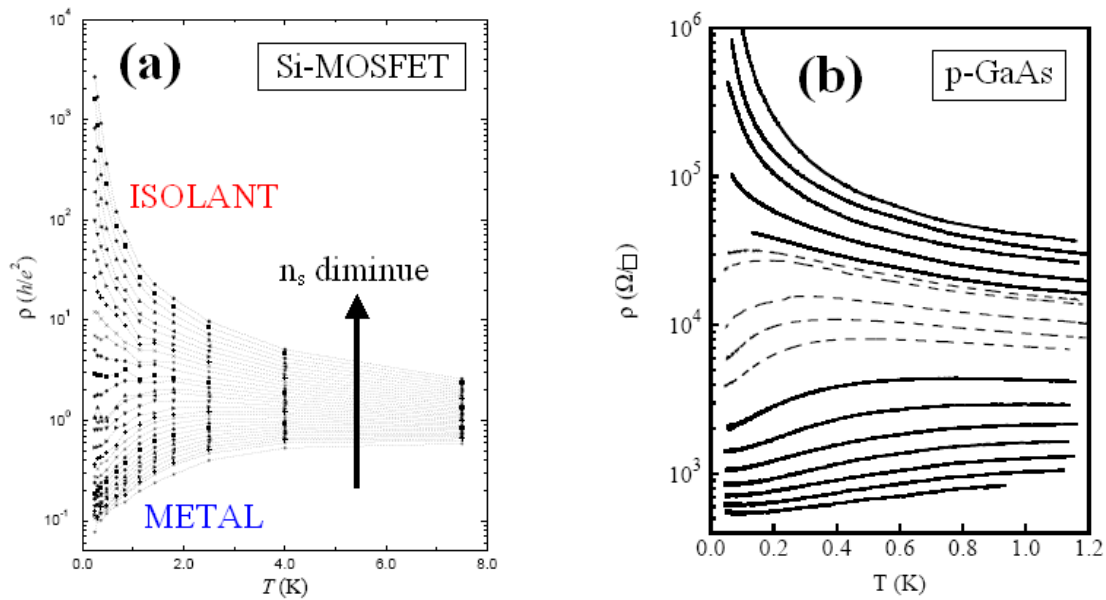 (a)
Si-MOSFET
ISOLANT
n_s diminue
METAL
ρ (h/e²)
10⁴
10³
10²
10¹
10⁰
10⁻¹
0.0 2.0 4.0 6.0 8.0
T (K)
(b)
p-GaAs
ρ (Ω/□)
10⁶
10⁵
10⁴
10³
0.0 0.2 0.4 0.6 0.8 1.0 1.2
T (K)